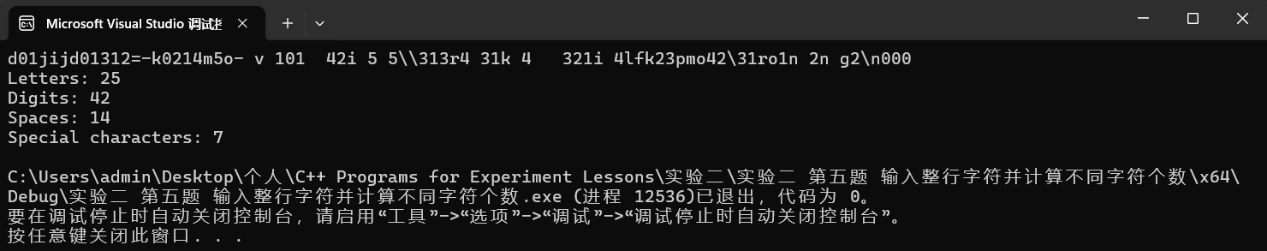 Microsoft Visual Studio 调试控
d01jijd01312=-k0214m5o- v 101  42i 5 5\\313r4 31k 4   321i 4lfk23pmo42\31ro1n 2n g2\n000
Letters: 25
Digits: 42
Spaces: 14
Special characters: 7
C:\Users\admin\Desktop\个人\C++ Programs for Experiment Lessons\实验二\实验二 第五题 输入整行字符并计算不同字符个数\x64\
Debug\实验二 第五题 输入整行字符并计算不同字符个数.exe (进程 12536)已退出，代码为 0。
要在调试停止时自动关闭控制台，请启用“工具”->“选项”->“调试”->“调试停止时自动关闭控制台”。
按任意键关闭此窗口. . .